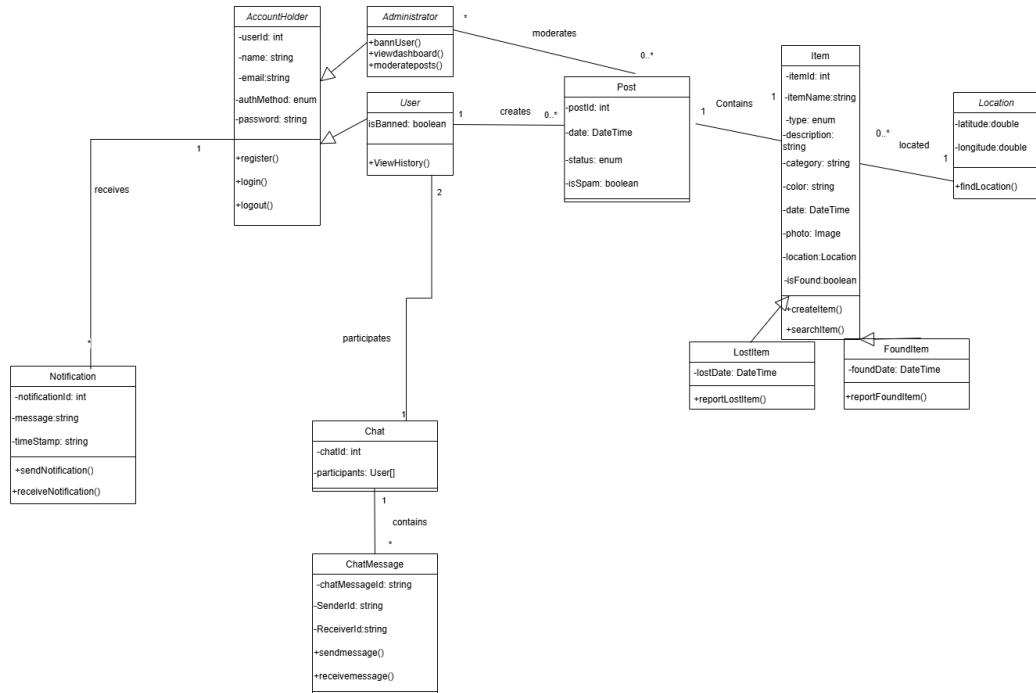 AccountHolder
-userId: int
-name: string
-email:string
-authMethod: enum
-password: string
+register()
+login()
+logout()
Administrator
+bannUser()
+viewdashboard()
+moderateposts()
*
moderates
0..*
User
isBanned: boolean
+ViewHistory()
1
creates
0..*
Post
-postId: int
-date: DateTime
-status: enum
-isSpam: boolean
1
Contains
1
Item
-itemId: int
-itemName:string
-type: enum
-description:
string
-category: string
-color: string
-date: DateTime
-photo: Image
-location:Location
-isFound:boolean
+createItem()
+searchItem()
0..*
located
1
Location
-latitude:double
-longitude:double
+findLocation()
1
receives
*
2
participates
1
LostItem
-lostDate: DateTime
+reportLostItem()
FoundItem
-foundDate: DateTime
+reportFoundItem()
Notification
-notificationId: int
-message:string
-timeStamp: string
+sendNotification()
+receiveNotification()
Chat
-chatId: int
-participants: User[]
1
contains
*
ChatMessage
-chatMessageId: string
-SenderId: string
-ReceiverId:string
+sendmessage()
+receivemessage()